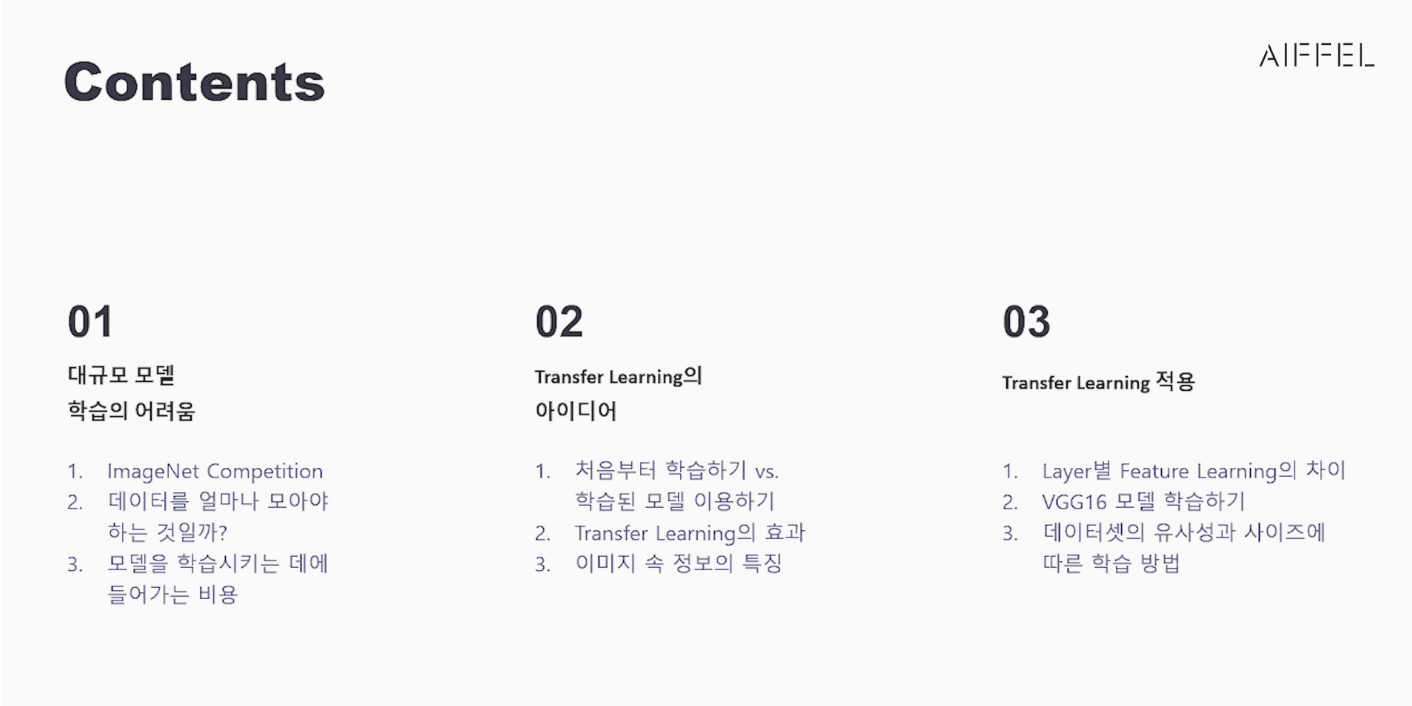 Contents
AIFFEL
01
대규모 모델
학습의 어려움
1. ImageNet Competition
2. 데이터를 얼마나 모아야
하는 것일까?
3. 모델을 학습시키는 데에
들어가는 비용
02
Transfer Learning의
아이디어
1. 처음부터 학습하기 vs.
학습된 모델 이용하기
2. Transfer Learning의 효과
3. 이미지 속 정보의 특징
03
Transfer Learning 적용
1. Layer별 Feature Learning의 차이
2. VGG16 모델 학습하기
3. 데이터셋의 유사성과 사이즈에
따른 학습 방법